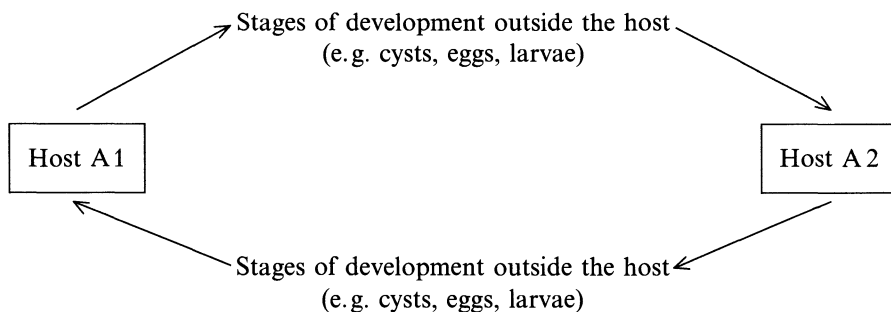 Stages of development outside the host
(e.g. cysts, eggs, larvae)
Host A1
Host A2
Stages of development outside the host
(e.g. cysts, eggs, larvae)